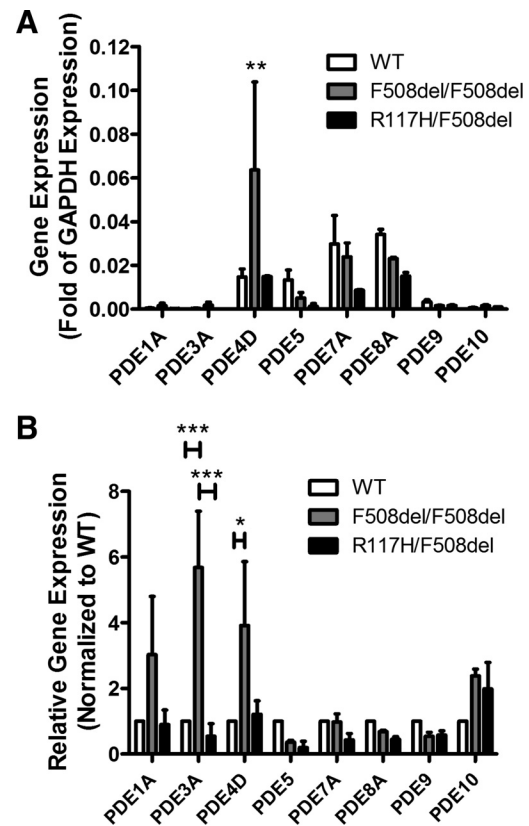 A
Gene Expression
(Fold of GAPDH Expression)
0.12
0.10
0.08
0.06
0.04
0.02
0.00
**
WT
F508del/F508del
R117H/F508del
PDE1A
PDE3A
PDE4D
PDE5
PDE7A
PDE8A
PDE9
PDE10
B
Relative Gene Expression
(Normalized to WT)
8
6
4
2
0
***
***
*
WT
F508del/F508del
R117H/F508del
PDE1A
PDE3A
PDE4D
PDE5
PDE7A
PDE8A
PDE9
PDE10